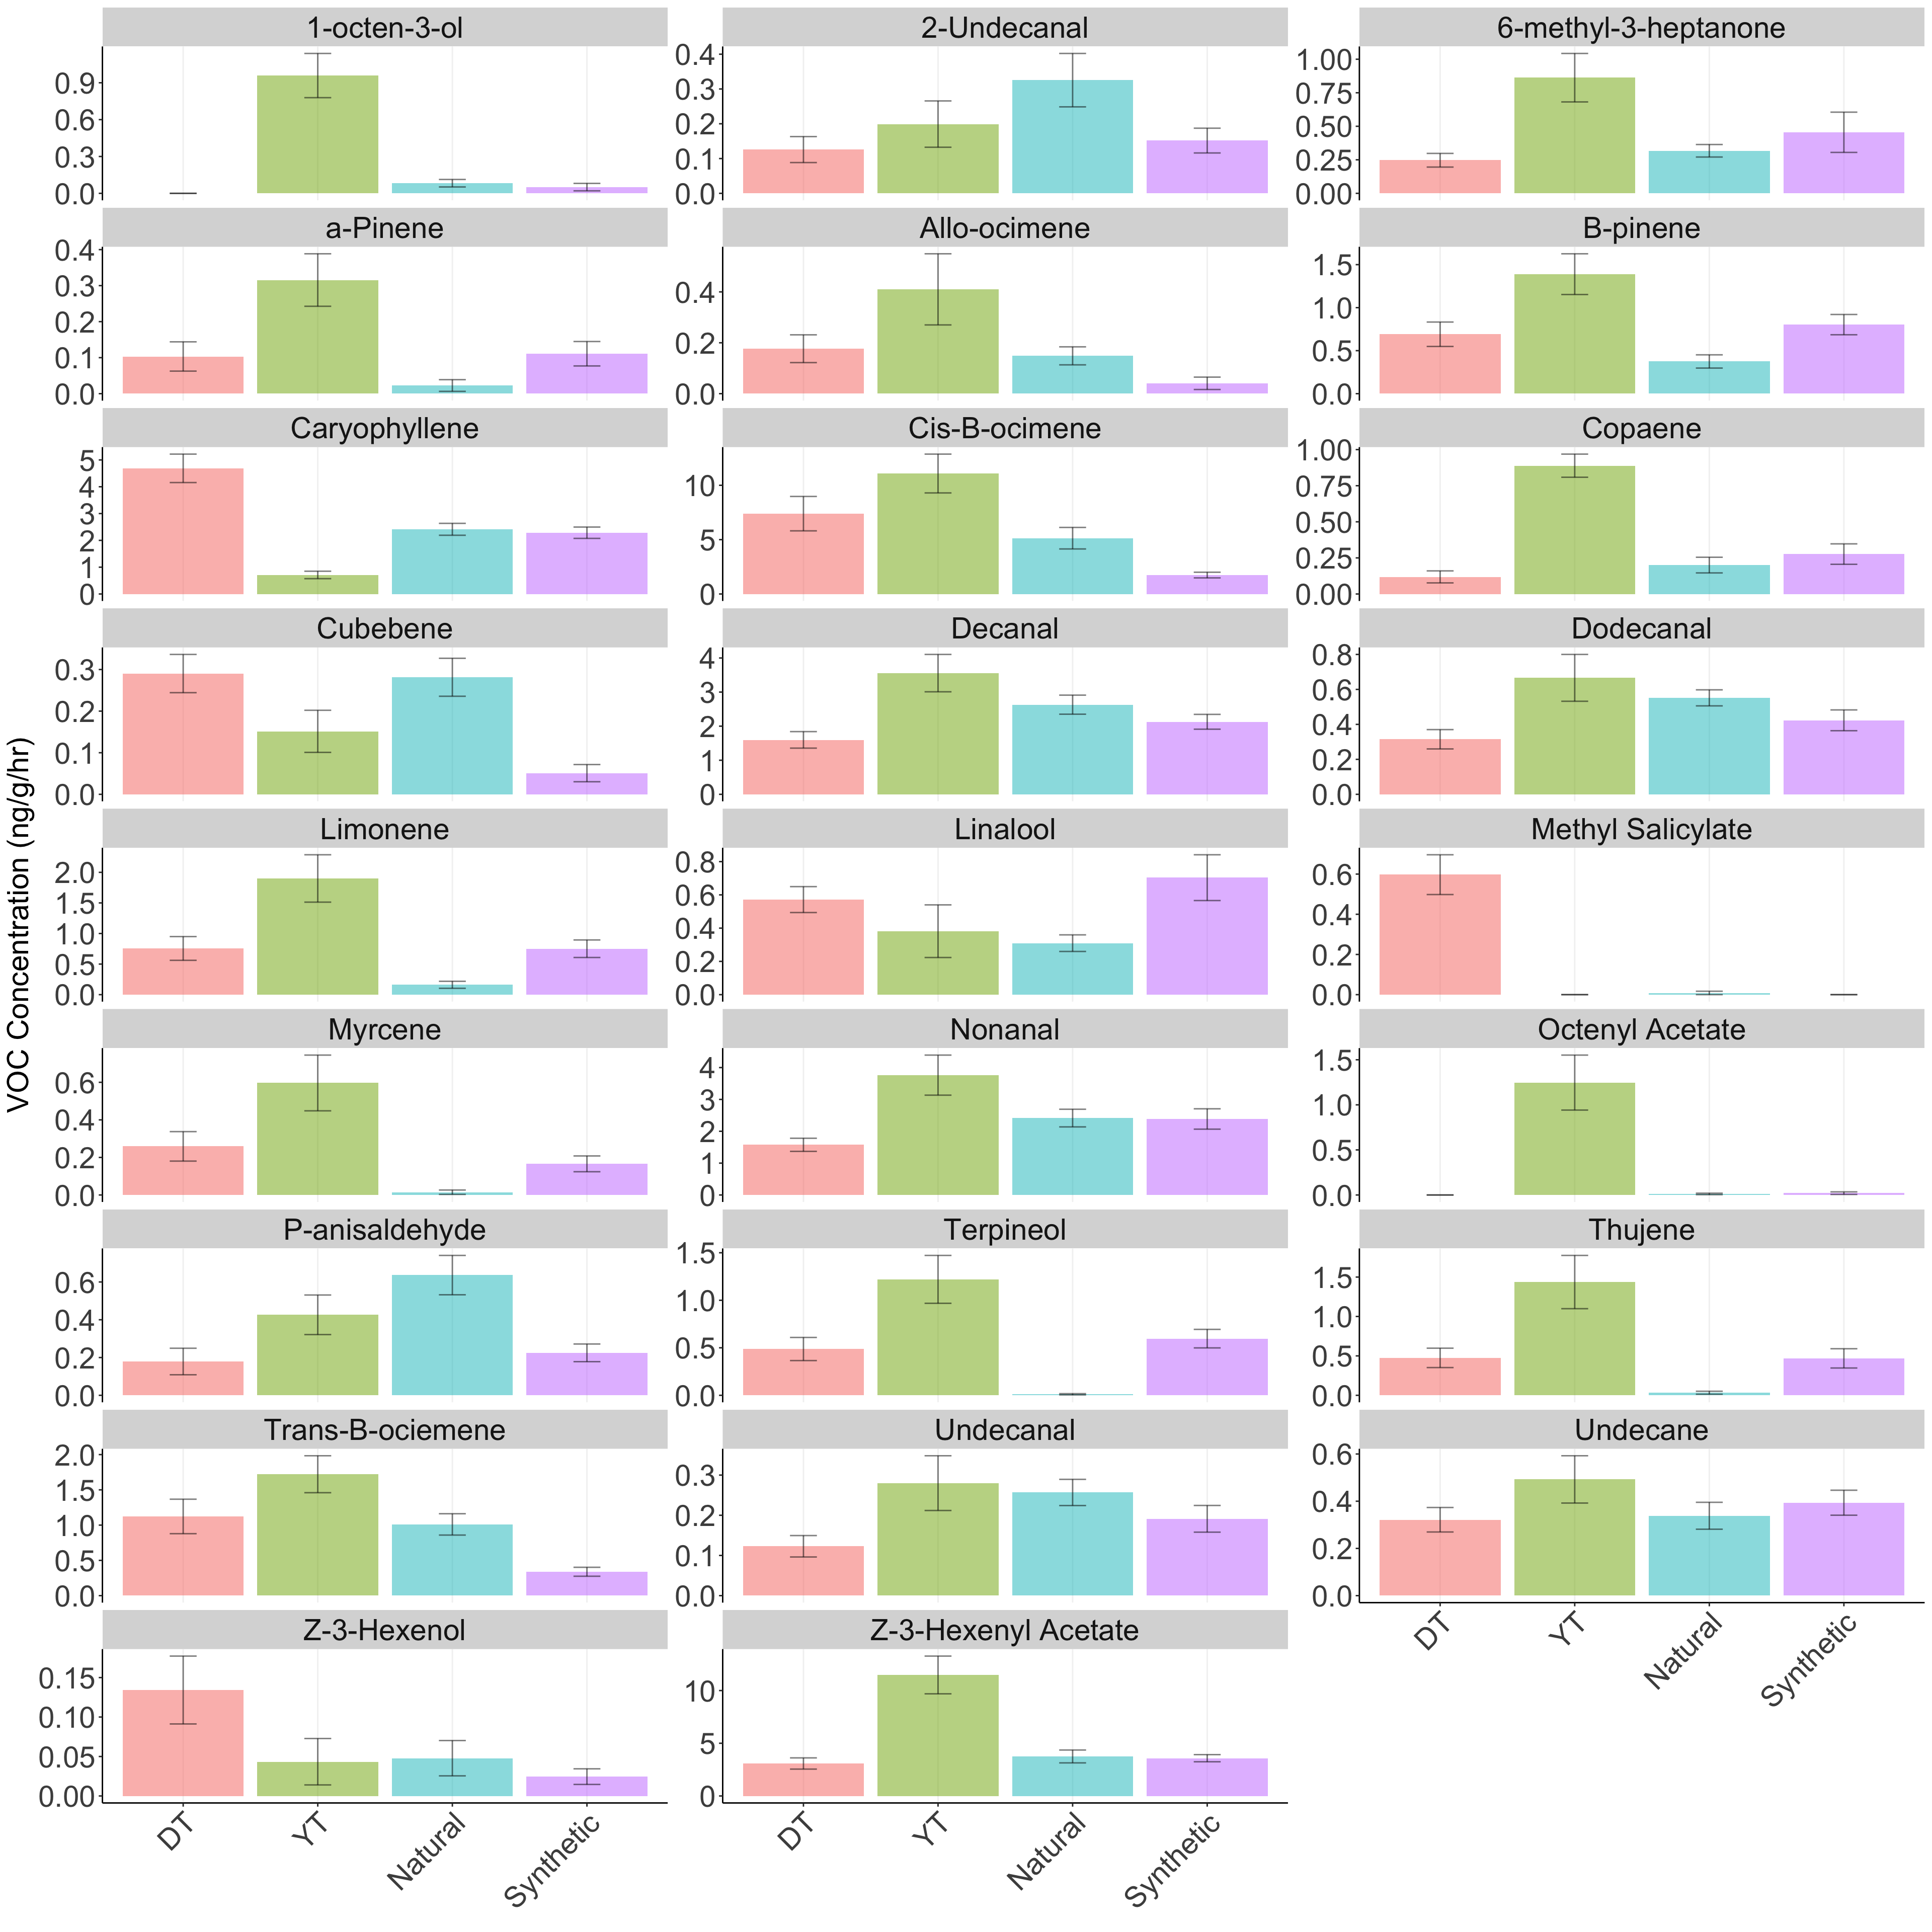 VOC Concentration (ng/g/hr)
1-octen-3-ol
0.9
0.6
0.3
0.0
2-Undecanal
0.4
0.3
0.2
0.1
0.0
6-methyl-3-heptanone
1.00
0.75
0.50
0.25
0.00
a-Pinene
0.4
0.3
0.2
0.1
0.0
Allo-ocimene
0.4
0.2
0.0
B-pinene
1.5
1.0
0.5
0.0
Caryophyllene
5
4
3
2
1
0
Cis-B-ocimene
10
5
0
Copaene
1.00
0.75
0.50
0.25
0.00
Cubebene
0.3
0.2
0.1
0.0
Decanal
4
3
2
1
0
Dodecanal
0.8
0.6
0.4
0.2
0.0
Limonene
2.0
1.5
1.0
0.5
0.0
Linalool
0.8
0.6
0.4
0.2
0.0
Methyl Salicylate
0.6
0.4
0.2
0.0
Myrcene
0.6
0.4
0.2
0.0
Nonanal
4
3
2
1
0
Octenyl Acetate
1.5
1.0
0.5
0.0
P-anisaldehyde
0.6
0.4
0.2
0.0
Terpineol
1.5
1.0
0.5
0.0
Thujene
1.5
1.0
0.5
0.0
Trans-B-ociemene
2.0
1.5
1.0
0.5
0.0
Undecanal
0.3
0.2
0.1
0.0
Undecane
0.6
0.4
0.2
0.0
DT
YT
Natural
Synthetic
Z-3-Hexenol
0.15
0.10
0.05
0.00
DT
YT
Natural
Synthetic
Z-3-Hexenyl Acetate
10
5
0
DT
YT
Natural
Synthetic